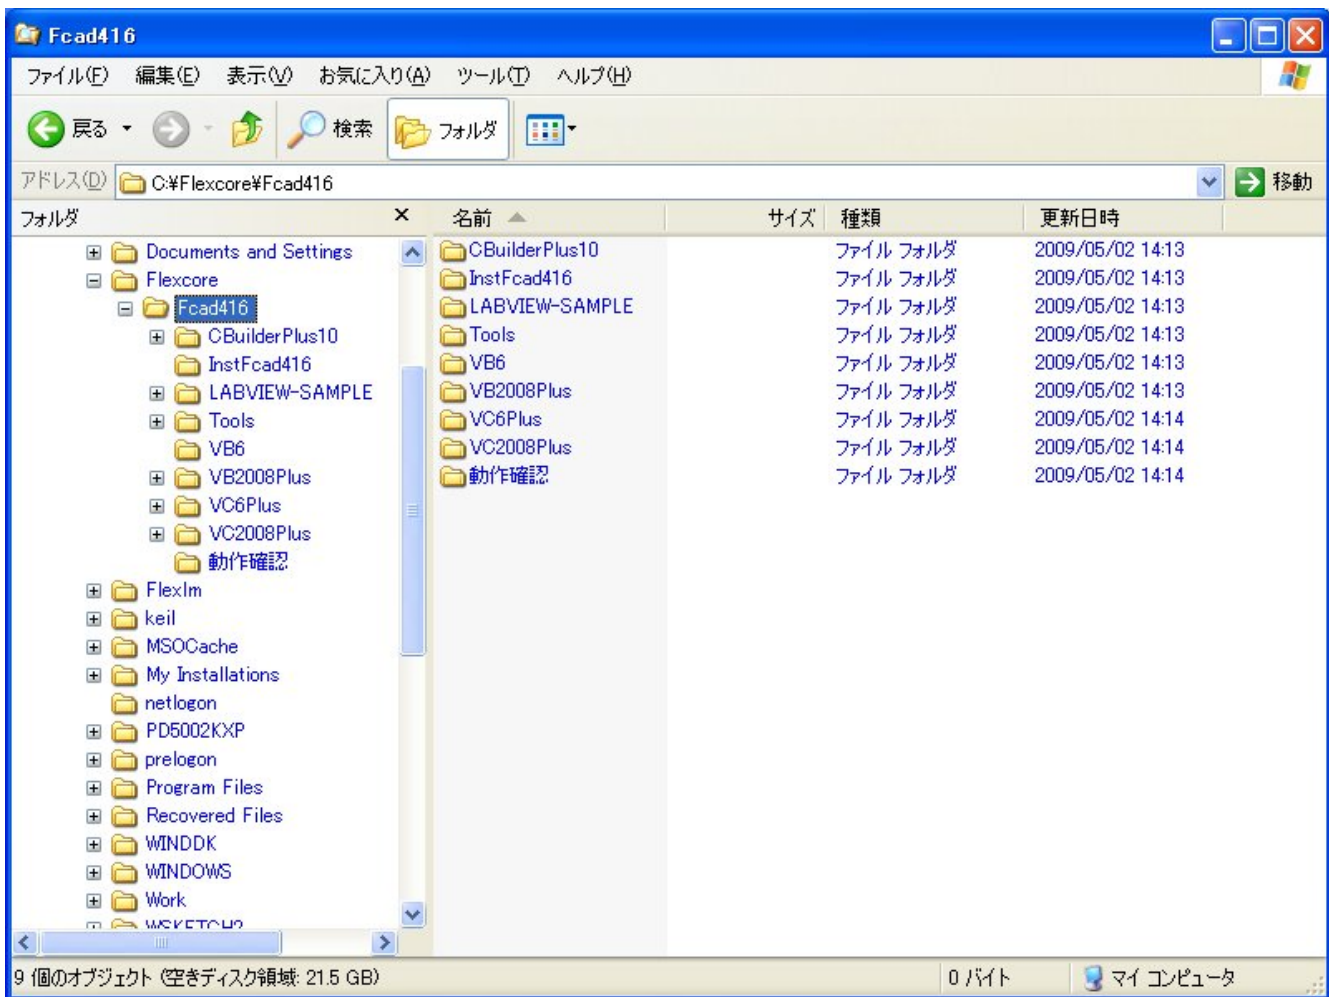 Fcad416
ファイル(F) 編集(E) 表示(V) お気に入り(A) ツール(T) ヘルプ(H)
戻る 検索 フォルダ
アドレス(D) C:¥Flexcore¥Fcad416 移動
フォルダ × 名前 サイズ 種類 更新日時
Documents and Settings
Flexcore
Fcad416
CBuilderPlus10
InstFcad416
LABVIEW-SAMPLE
Tools
VB6
VB2008Plus
VC6Plus
VC2008Plus
動作確認
Flexlm
keil
MSOCache
My Installations
netlogon
PD5002KXP
prelogon
Program Files
Recovered Files
WINDDK
WINDOWS
Work
WSKETCH2
CBuilderPlus10 ファイル フォルダ 2009/05/02 14:13
InstFcad416 ファイル フォルダ 2009/05/02 14:13
LABVIEW-SAMPLE ファイル フォルダ 2009/05/02 14:13
Tools ファイル フォルダ 2009/05/02 14:13
VB6 ファイル フォルダ 2009/05/02 14:13
VB2008Plus ファイル フォルダ 2009/05/02 14:13
VC6Plus ファイル フォルダ 2009/05/02 14:14
VC2008Plus ファイル フォルダ 2009/05/02 14:14
動作確認 ファイル フォルダ 2009/05/02 14:14
9 個のオブジェクト (空きディスク領域: 21.5 GB) 0 バイト マイ コンピュータ